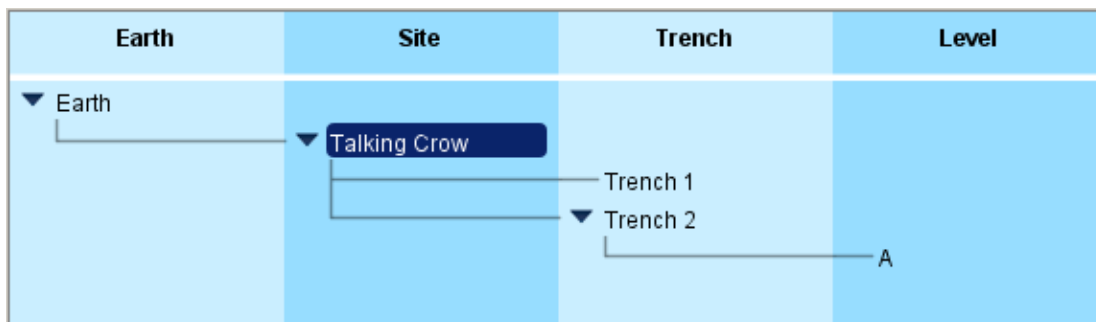 Earth Site Trench Level
Earth
Talking Crow
Trench 1
Trench 2
A